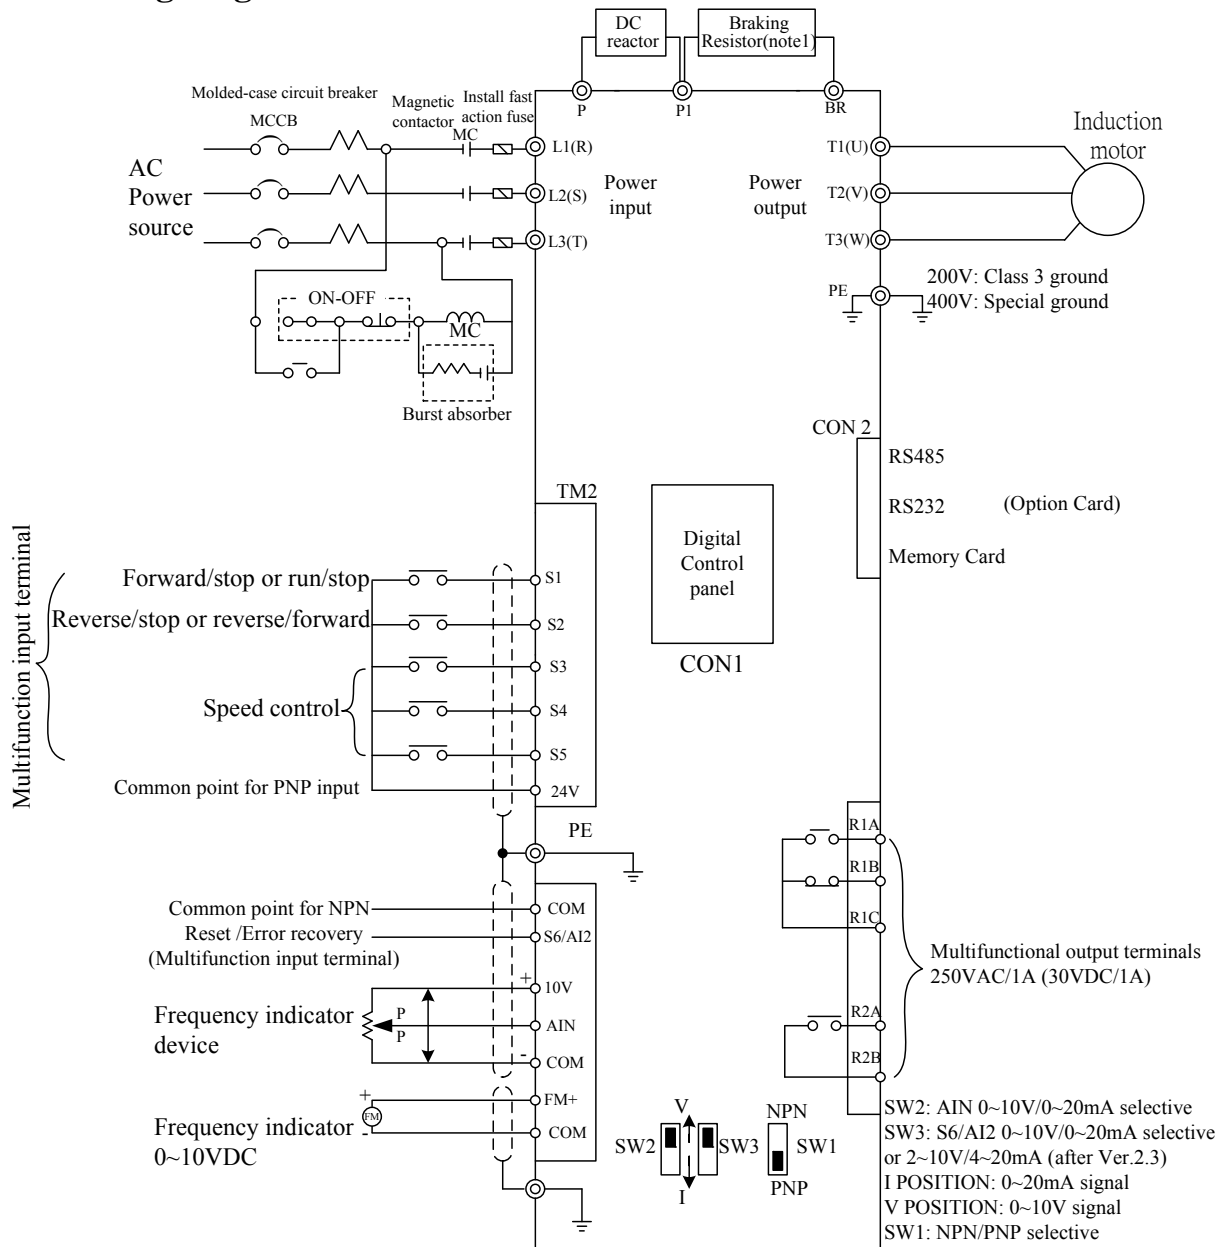 DC
reactor
Braking
Resistor(note1)
P
P1
BR
Molded-case circuit breaker
MCCB
Magnetic
contactor
MC
Install fast
action fuse
AC
Power
source
L1(R)
L2(S)
L3(T)
Power
input
Power
output
T1(U)
T2(V)
T3(W)
Induction
motor
PE
200V: Class 3 ground
400V: Special ground
ON-OFF
MC
Burst absorber
CON 2
RS485
RS232
(Option Card)
Memory Card
TM2
Digital
Control
panel
CON1
Multifunction input terminal
Forward/stop or run/stop
S1
Reverse/stop or reverse/forward
S2
S3
Speed control
S4
S5
Common point for PNP input
24V
PE
Common point for NPN
COM
Reset /Error recovery
(Multifunction input terminal)
S6/AI2
+
10V
Frequency indicator
device
P
P
AIN
-
COM
+
FM+
FM
Frequency indicator
0~10VDC
-
COM
R1A
R1B
R1C
R2A
R2B
Multifunctional output terminals
250VAC/1A (30VDC/1A)
V
SW2
SW3
I
NPN
SW1
PNP
SW2: AIN 0~10V/0~20mA selective
SW3: S6/AI2 0~10V/0~20mA selective
or 2~10V/4~20mA (after Ver.2.3)
I POSITION: 0~20mA signal
V POSITION: 0~10V signal
SW1: NPN/PNP selective